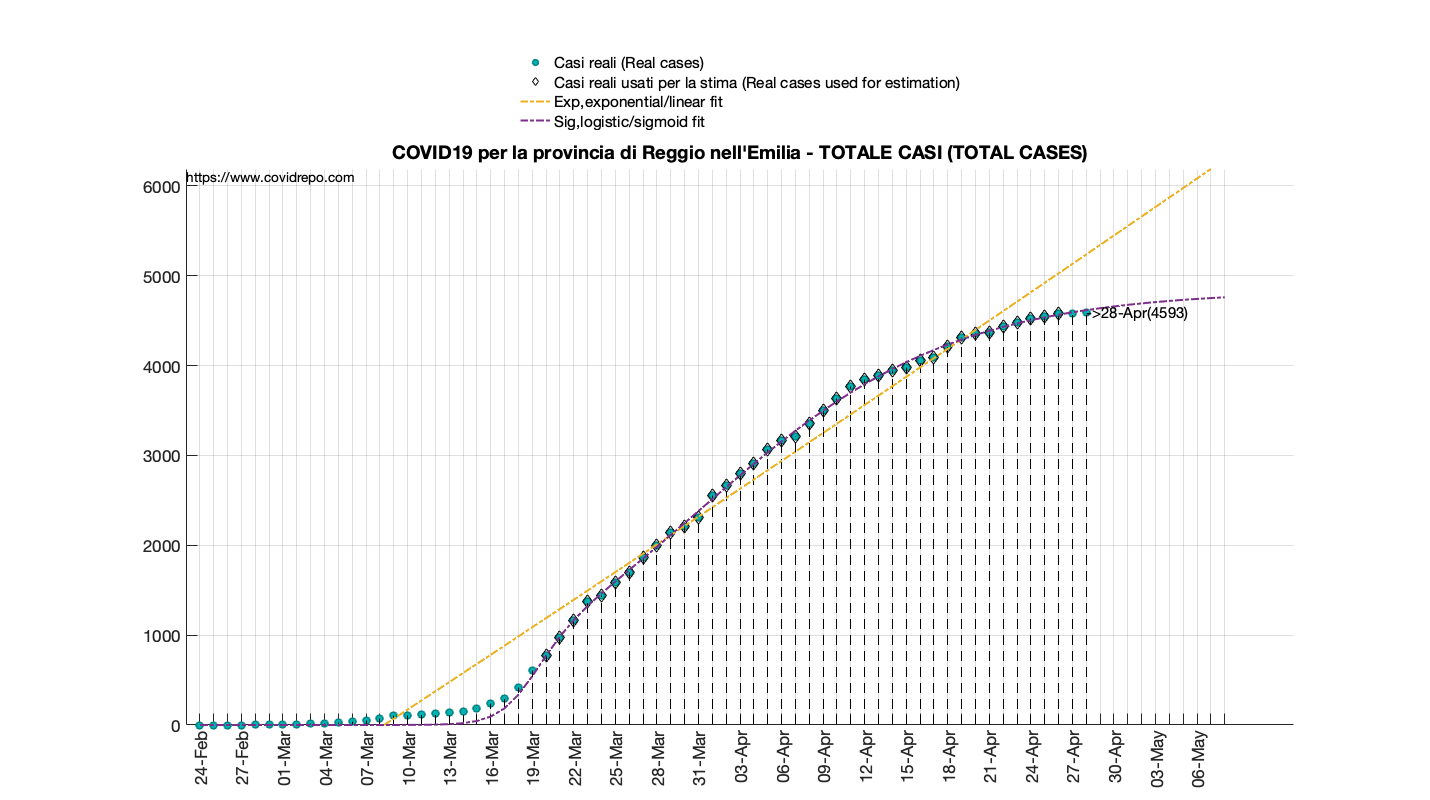 Casi reali (Real cases)
Casi reali usati per la stima (Real cases used for estimation)
Exp,exponential/linear fit
Sig,logistic/sigmoid fit
COVID19 per la provincia di Reggio nell'Emilia - TOTALE CASI (TOTAL CASES)
https://www.covidrepo.com
6000
5000
4000
3000
2000
1000
0
>28-Apr(4593)
24-Feb
27-Feb
01-Mar
04-Mar
07-Mar
10-Mar
13-Mar
16-Mar
19-Mar
22-Mar
25-Mar
28-Mar
31-Mar
03-Apr
06-Apr
09-Apr
12-Apr
15-Apr
18-Apr
21-Apr
24-Apr
27-Apr
30-Apr
03-May
06-May